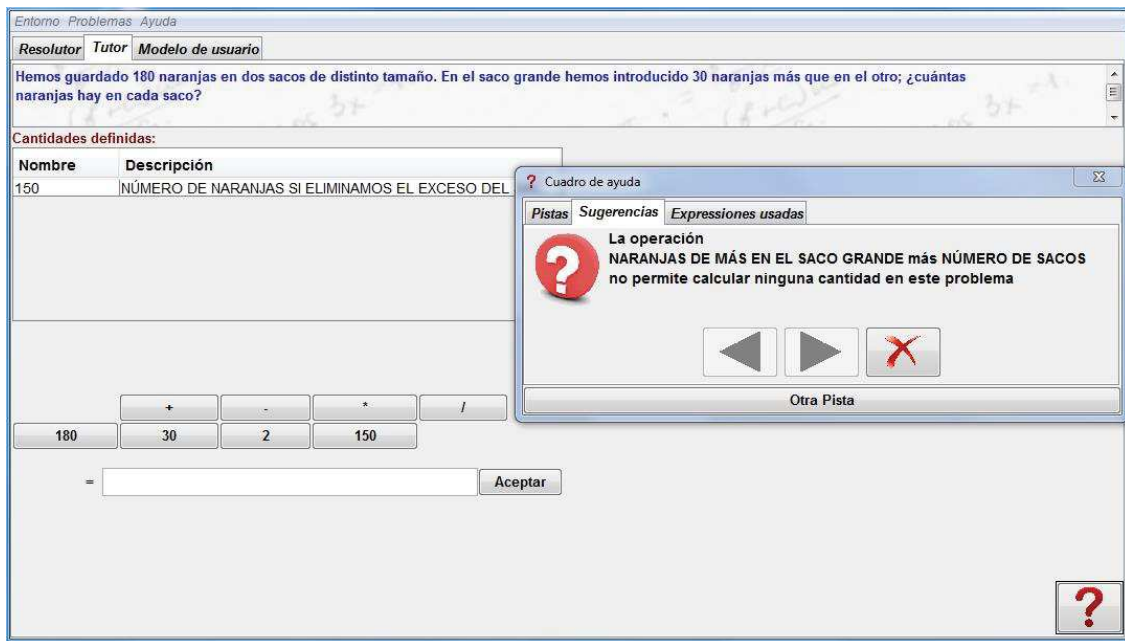 Entorno Problemas Ayuda
Resolutor Tutor Modelo de usuario
Hemos guardado 180 naranjas en dos sacos de distinto tamaño. En el saco grande hemos introducido 30 naranjas más que en el otro; ¿cuántas
naranjas hay en cada saco?
Cantidades definidas:
Nombre Descripción
150 NÚMERO DE NARANJAS SI ELIMINAMOS EL EXCESO DEL
? Cuadro de ayuda
Pistas Sugerencias Expressiones usadas
La operación
NARANJAS DE MÁS EN EL SACO GRANDE más NÚMERO DE SACOS
no permite calcular ninguna cantidad en este problema
Otra Pista
+ - * /
180 30 2 150
= Aceptar
?